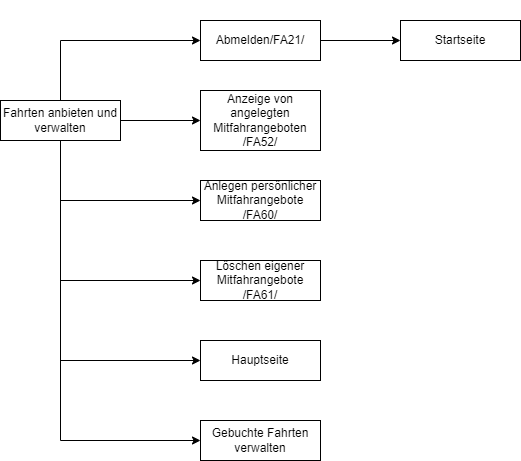 Abmelden/FA21/
Startseite
Fahrten anbieten und
verwalten
Anzeige von
angelegten
Mitfahrangeboten
/FA52/
Anlegen persönlicher
Mitfahrangebote
/FA60/
Löschen eigener
Mitfahrangebote
/FA61/
Hauptseite
Gebuchte Fahrten
verwalten